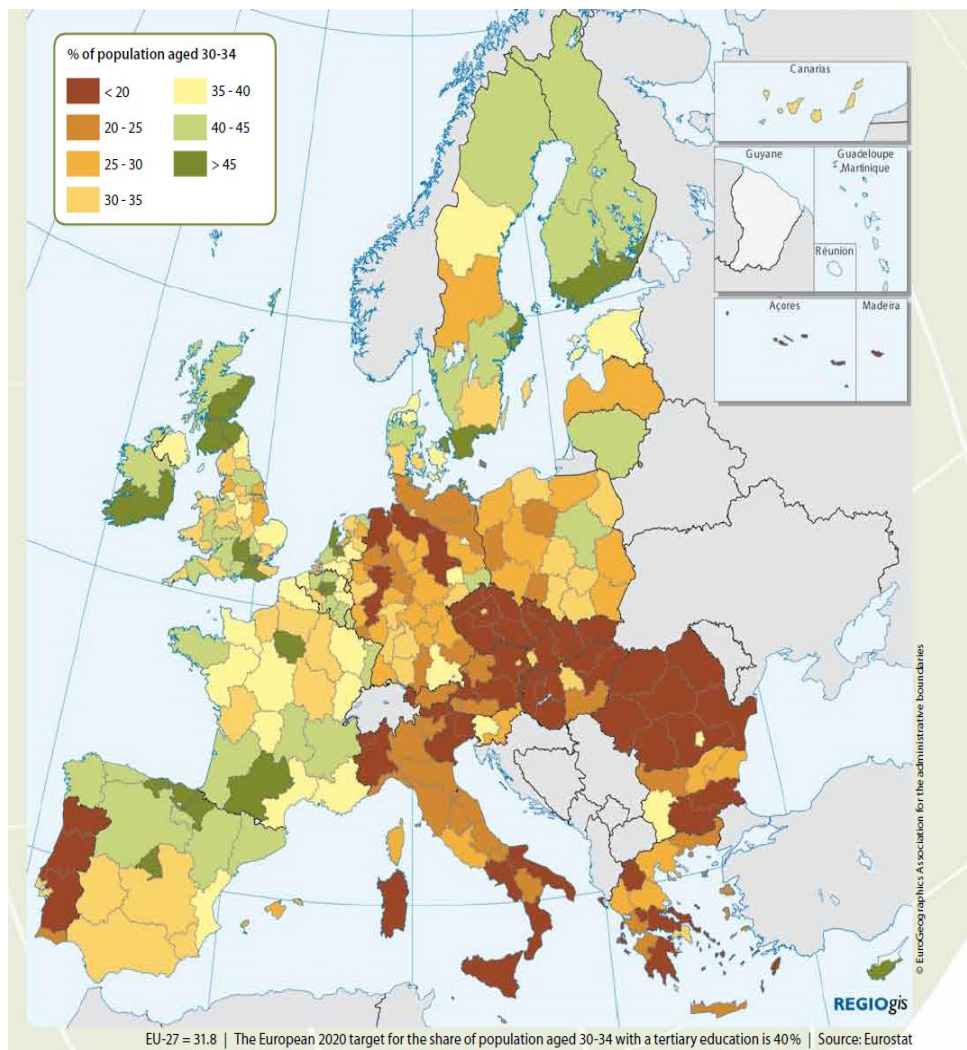 % of population aged 30-34
< 20
35 - 40
20 - 25
40 - 45
25 - 30
> 45
30 - 35
Canarias
Guyane
Guadeloupe
,Martinique
Réunion
Açores
Madeira
© EuroGeographics Association for the administrative boundaries
REGIOgis
EU-27 = 31.8 | The European 2020 target for the share of population aged 30-34 with a tertiary education is 40% | Source: Eurostat